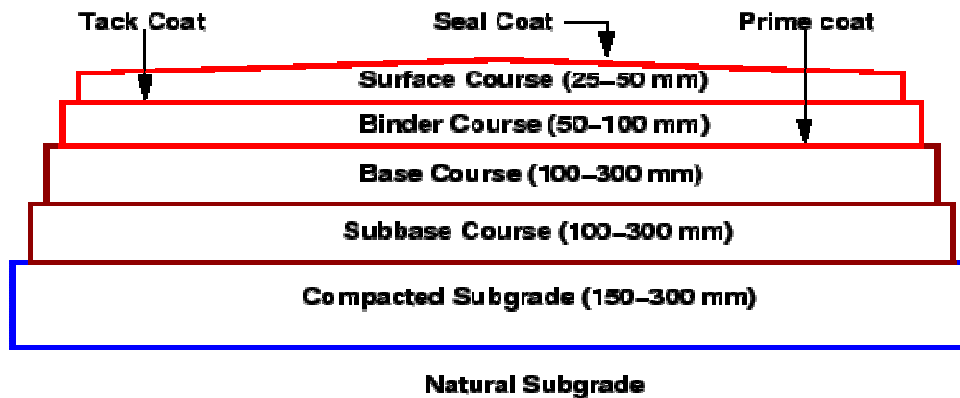 Tack Coat
Seal Coat
Prime coat
Surface Course (25–50 mm)
Binder Course (50–100 mm)
Base Course (100–300 mm)
Subbase Course (100–300 mm)
Compacted Subgrade (150–300 mm)
Natural Subgrade